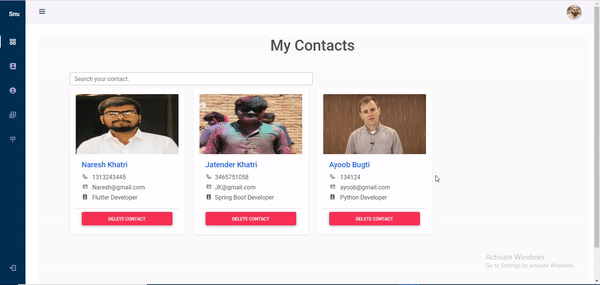 Sma
My Contacts
Search your contact.
Naresh Khatri
1313243445
Naresh@gmail.com
Flutter Developer
DELETE CONTACT
Jatender Khatri
3465751058
JK@gmail.com
Spring Boot Developer
DELETE CONTACT
Ayoob Bugti
134124
ayoob@gmail.com
Python Developer
DELETE CONTACT
Activate Windows
Go to Settings to activate Windows.